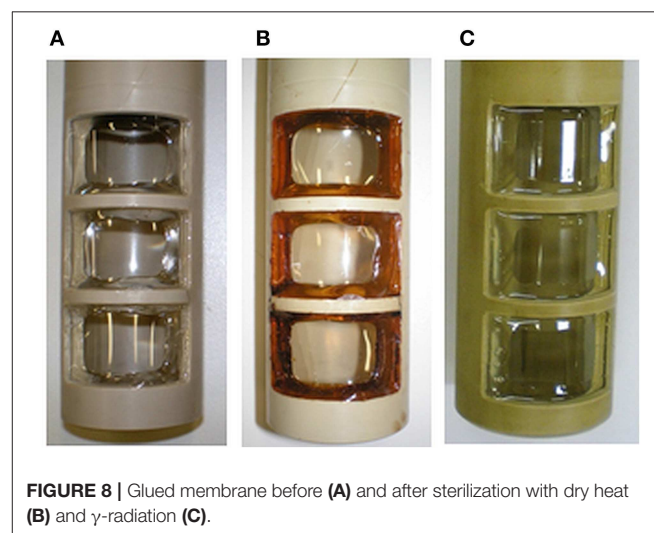 A B C
FIGURE 8 | Glued membrane before (A) and after sterilization with dry heat
(B) and γ-radiation (C).